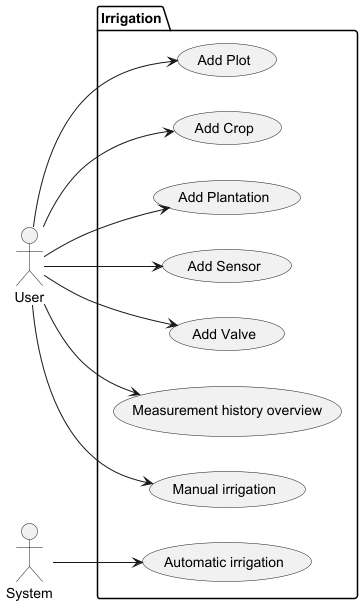 Irrigation
Add Plot
Add Crop
Add Plantation
User
Add Sensor
Add Valve
Measurement history overview
Manual irrigation
System
Automatic irrigation